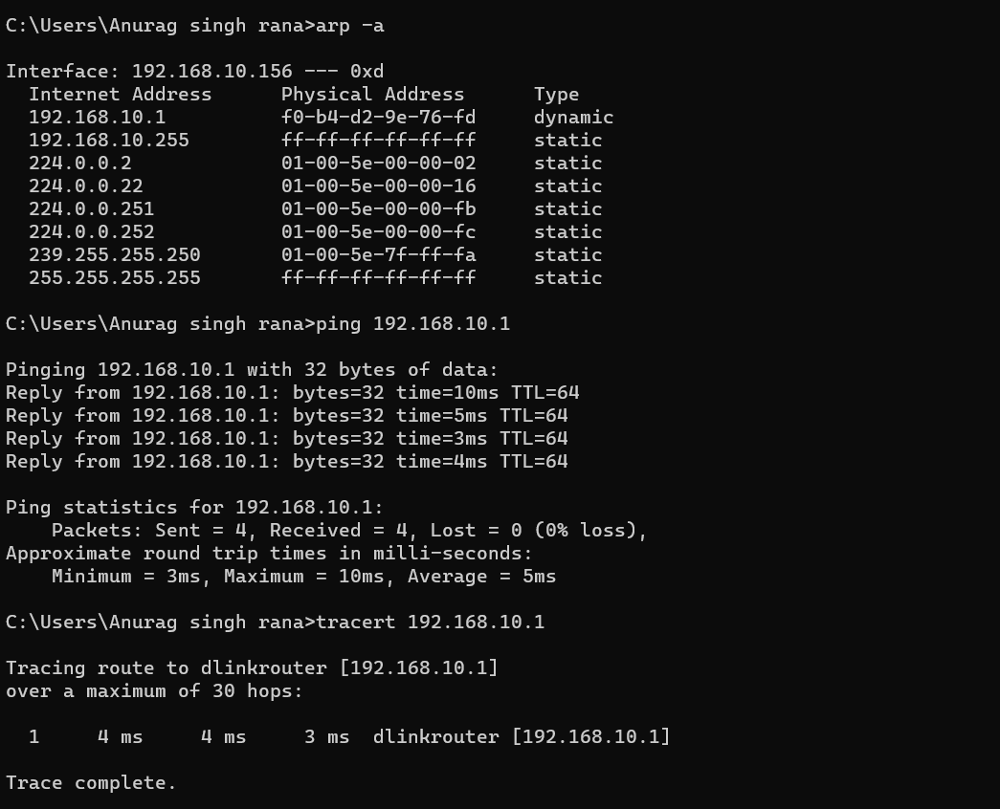 C:\Users\Anurag singh rana>arp -a
Interface: 192.168.10.156 --- 0xd
  Internet Address      Physical Address      Type
  192.168.10.1          f0-b4-d2-9e-76-fd     dynamic
  192.168.10.255        ff-ff-ff-ff-ff-ff     static
  224.0.0.2             01-00-5e-00-00-02     static
  224.0.0.22            01-00-5e-00-00-16     static
  224.0.0.251           01-00-5e-00-00-fb     static
  224.0.0.252           01-00-5e-00-00-fc     static
  239.255.255.250       01-00-5e-7f-ff-fa     static
  255.255.255.255       ff-ff-ff-ff-ff-ff     static
C:\Users\Anurag singh rana>ping 192.168.10.1
Pinging 192.168.10.1 with 32 bytes of data:
Reply from 192.168.10.1: bytes=32 time=10ms TTL=64
Reply from 192.168.10.1: bytes=32 time=5ms TTL=64
Reply from 192.168.10.1: bytes=32 time=3ms TTL=64
Reply from 192.168.10.1: bytes=32 time=4ms TTL=64
Ping statistics for 192.168.10.1:
    Packets: Sent = 4, Received = 4, Lost = 0 (0% loss),
Approximate round trip times in milli-seconds:
    Minimum = 3ms, Maximum = 10ms, Average = 5ms
C:\Users\Anurag singh rana>tracert 192.168.10.1
Tracing route to dlinkrouter [192.168.10.1]
over a maximum of 30 hops:
  1     4 ms     4 ms     3 ms  dlinkrouter [192.168.10.1]
Trace complete.